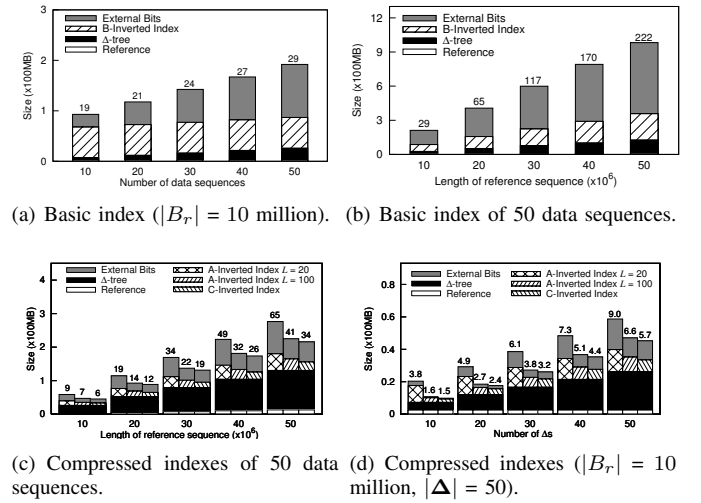 3
2
1
0
Size (x100MB)
External Bits
B-Inverted Index
Δ-tree
Reference
19
21
24
27
29
10 20 30 40 50
Number of data sequences
12
9
6
3
0
Size (x100MB)
External Bits
B-Inverted Index
Δ-tree
Reference
29
65
117
170
222
10 20 30 40 50
Length of reference sequence (x10⁶)
(a) Basic index (|Bᵣ| = 10 million).
(b) Basic index of 50 data sequences.
4
3
2
1
0
Size (x100MB)
External Bits
Δ-tree
Reference
A-Inverted Index L = 20
A-Inverted Index L = 100
C-Inverted Index
9 7 6
19 14 12
34 22 19
49 32 26
65 41 34
10 20 30 40 50
Length of reference sequence (x10⁶)
0.8
0.6
0.4
0.2
0
Size (x100MB)
External Bits
Δ-tree
Reference
A-Inverted Index L = 20
A-Inverted Index L = 100
C-Inverted Index
3.8 1.6 1.5
4.9 2.7 2.4
6.1 3.8 3.2
7.3 5.1 4.4
9.0 6.6 5.7
10 20 30 40 50
Number of Δs
(c) Compressed indexes of 50 data
sequences.
(d) Compressed indexes (|Bᵣ| = 10
million, |Δ| = 50).